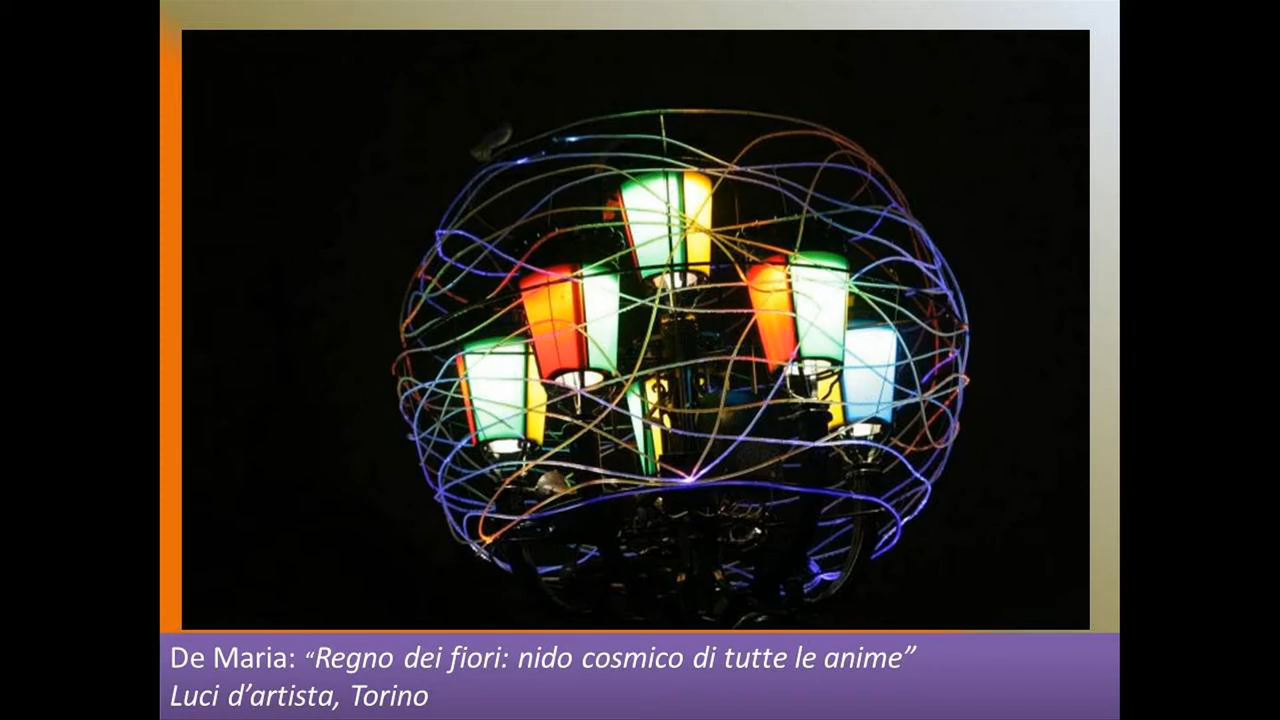 De Maria: “Regno dei fiori: nido cosmico di tutte le anime”
Luci d’artista, Torino